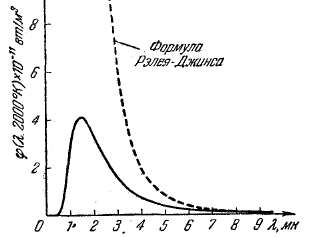 φ(λ, 2000°K)×10⁻¹¹ вт/м³
8
6
4
2
Формула
Рэлея-Джинса
0 1 2 3 4 5 6 7 8 9 λ, мк